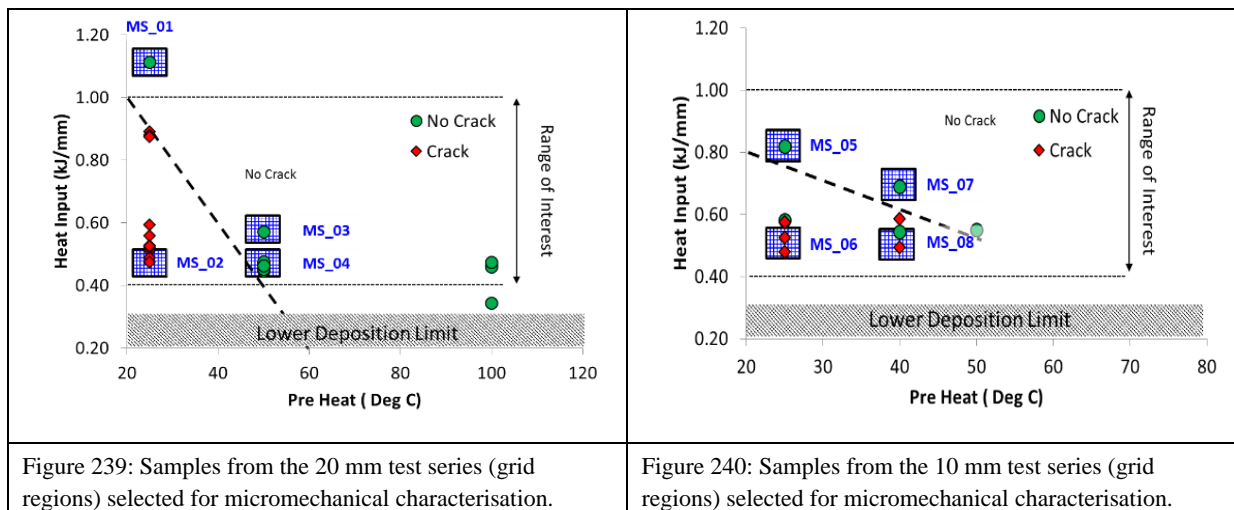 MS_01
1.20
1.00
0.80
0.60
0.40
0.20
Heat Input (kJ/mm)
No Crack
Crack
No Crack
MS_03
MS_02
MS_04
Range of Interest
Lower Deposition Limit
20
40
60
80
100
120
Pre Heat ( Deg C)
Figure 239: Samples from the 20 mm test series (grid
regions) selected for micromechanical characterisation.
1.20
1.00
0.80
0.60
0.40
0.20
Heat Input (kJ/mm)
No Crack
No Crack
Crack
MS_05
MS_07
MS_06
MS_08
Range of Interest
Lower Deposition Limit
20
30
40
50
60
70
80
Pre Heat ( Deg C)
Figure 240: Samples from the 10 mm test series (grid
regions) selected for micromechanical characterisation.